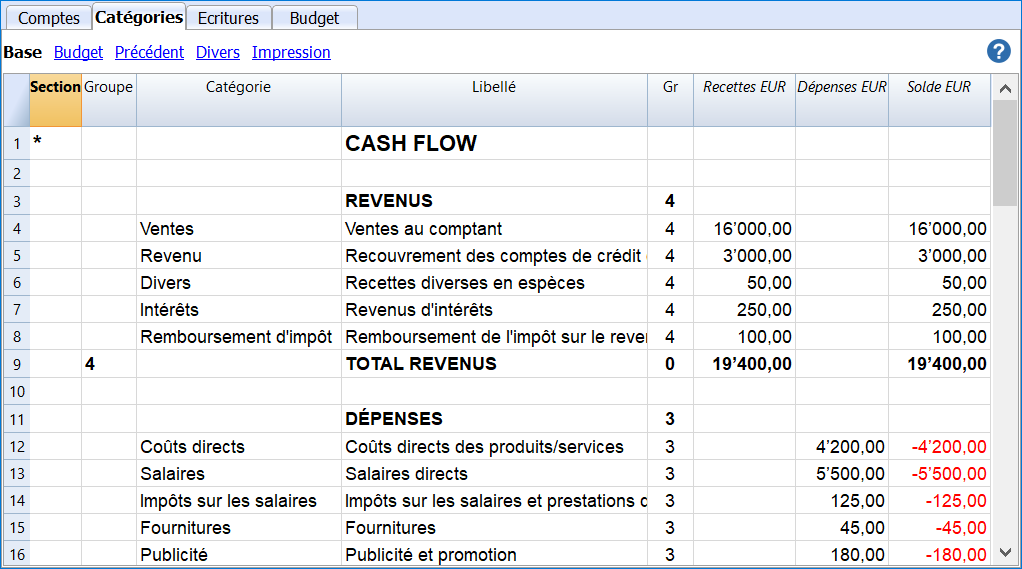 Comptes Catégories Ecritures Budget
Base Budget Précédent Divers Impression ?
Section Groupe Catégorie Libellé Gr Recettes EUR Dépenses EUR Solde EUR
1 * CASH FLOW
2
3 REVENUS 4
4 Ventes Ventes au comptant 4 16’000,00 16’000,00
5 Revenu Recouvrement des comptes de crédit 4 3’000,00 3’000,00
6 Divers Recettes diverses en espèces 4 50,00 50,00
7 Intérêts Revenus d'intérêts 4 250,00 250,00
8 Remboursement d'impôt Remboursement de l'impôt sur le reve 4 100,00 100,00
9 4 TOTAL REVENUS 0 19’400,00 19’400,00
10
11 DÉPENSES 3
12 Coûts directs Coûts directs des produits/services 3 4’200,00 -4’200,00
13 Salaires Salaires directs 3 5’500,00 -5’500,00
14 Impôts sur les salaires Impôts sur les salaires et prestations 3 125,00 -125,00
15 Fournitures Fournitures 3 45,00 -45,00
16 Publicité Publicité et promotion 3 180,00 -180,00